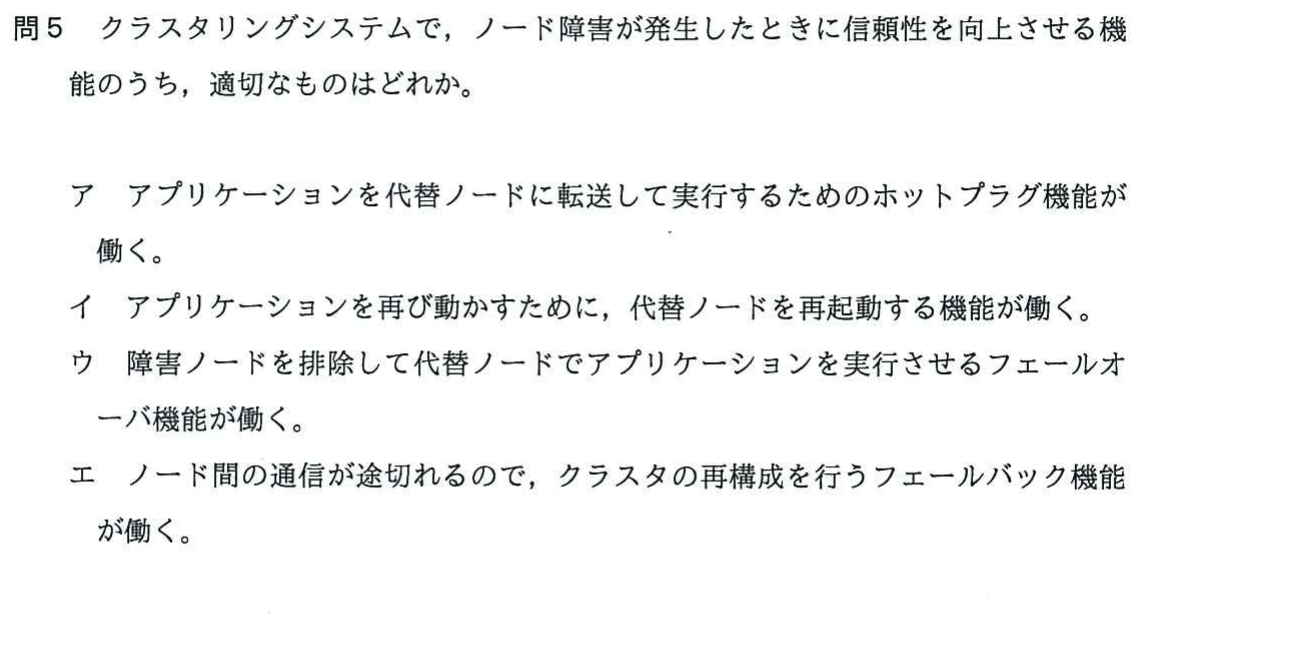 問5 クラスタリングシステムで，ノード障害が発生したときに信頼性を向上させる機
能のうち，適切なものはどれか。
ア アプリケーションを代替ノードに転送して実行するためのホットプラグ機能が
働く。
イ アプリケーションを再び動かすために，代替ノードを再起動する機能が働く。
ウ 障害ノードを排除して代替ノードでアプリケーションを実行させるフェールオ
ーバ機能が働く。
エ ノード間の通信が途切れるので，クラスタの再構成を行うフェールバック機能
が働く。